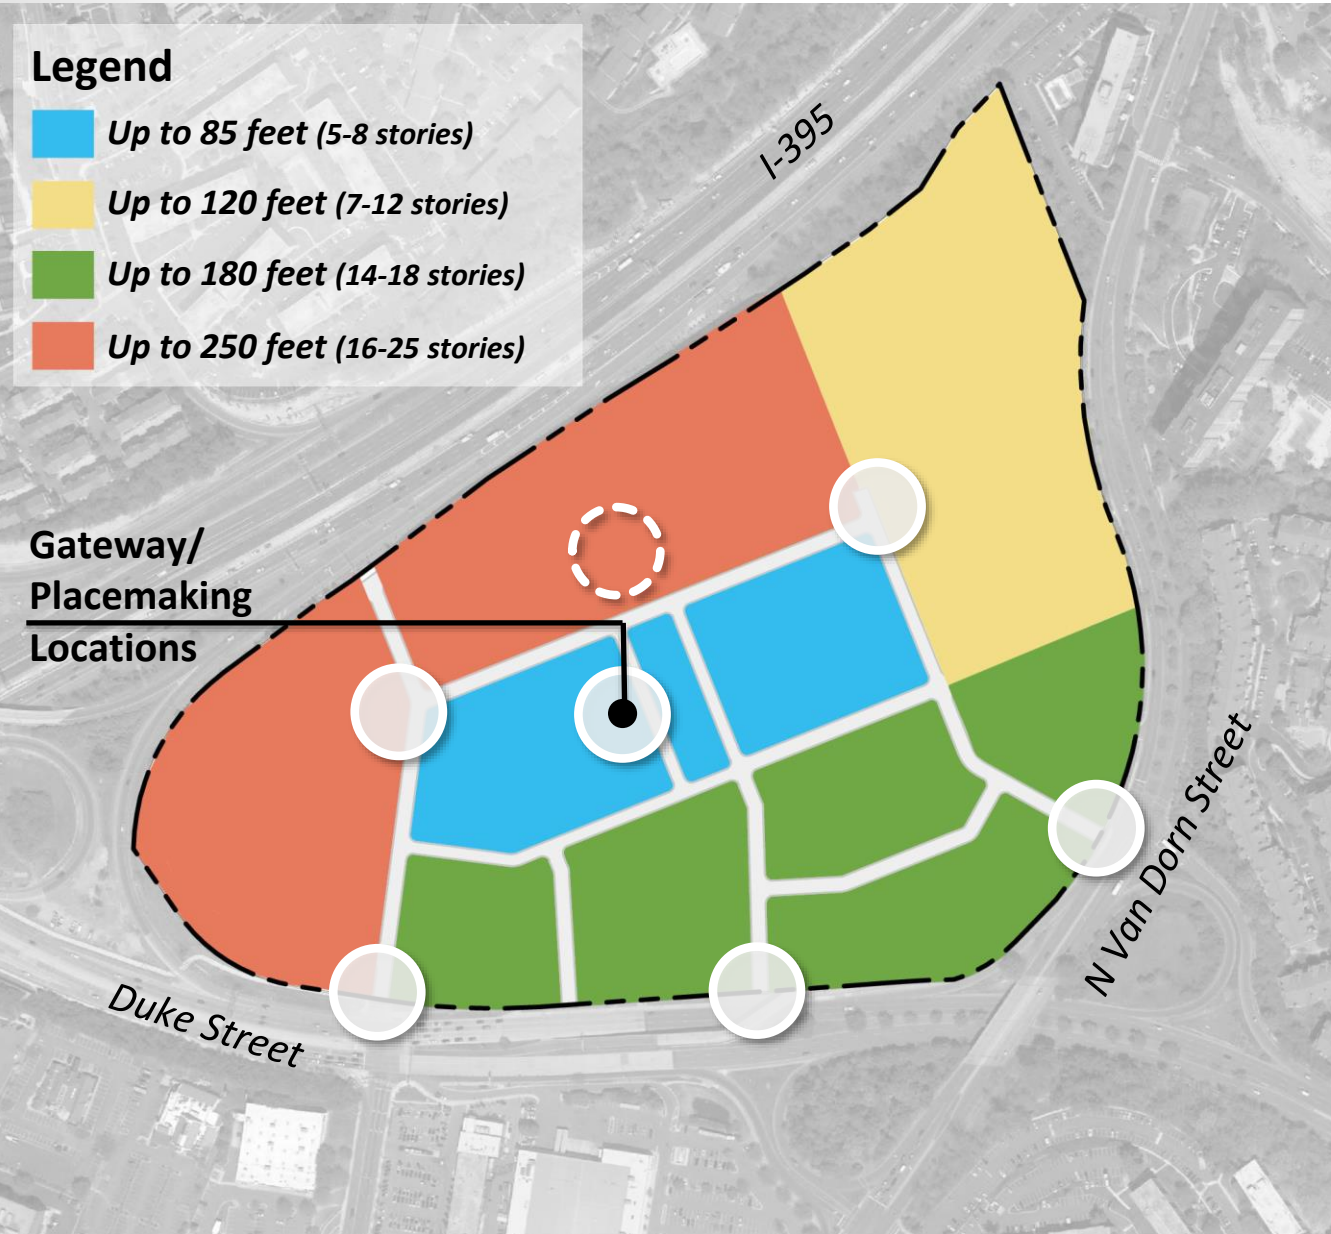 Legend
Up to 85 feet (5-8 stories)
Up to 120 feet (7-12 stories)
Up to 180 feet (14-18 stories)
Up to 250 feet (16-25 stories)
I-395
Gateway/
Placemaking
Locations
N Van Dorn Street
Duke Street